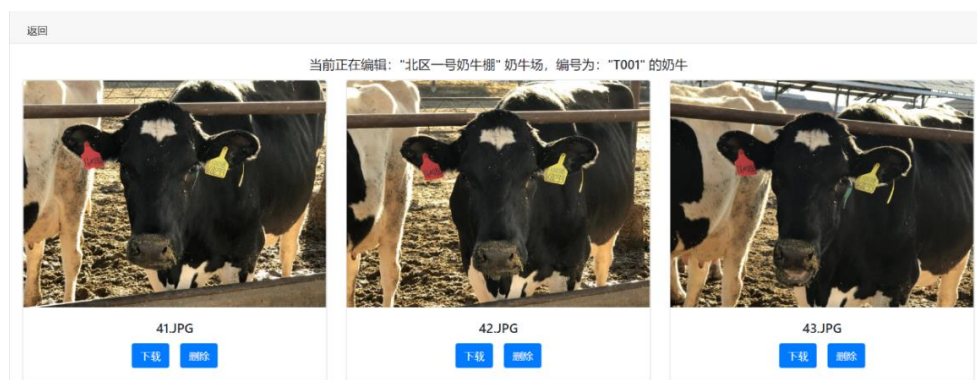 返回
当前正在编辑："北区一号奶牛棚" 奶牛场，编号为："T001" 的奶牛
41.JPG
42.JPG
43.JPG
下载 删除
下载 删除
下载 删除